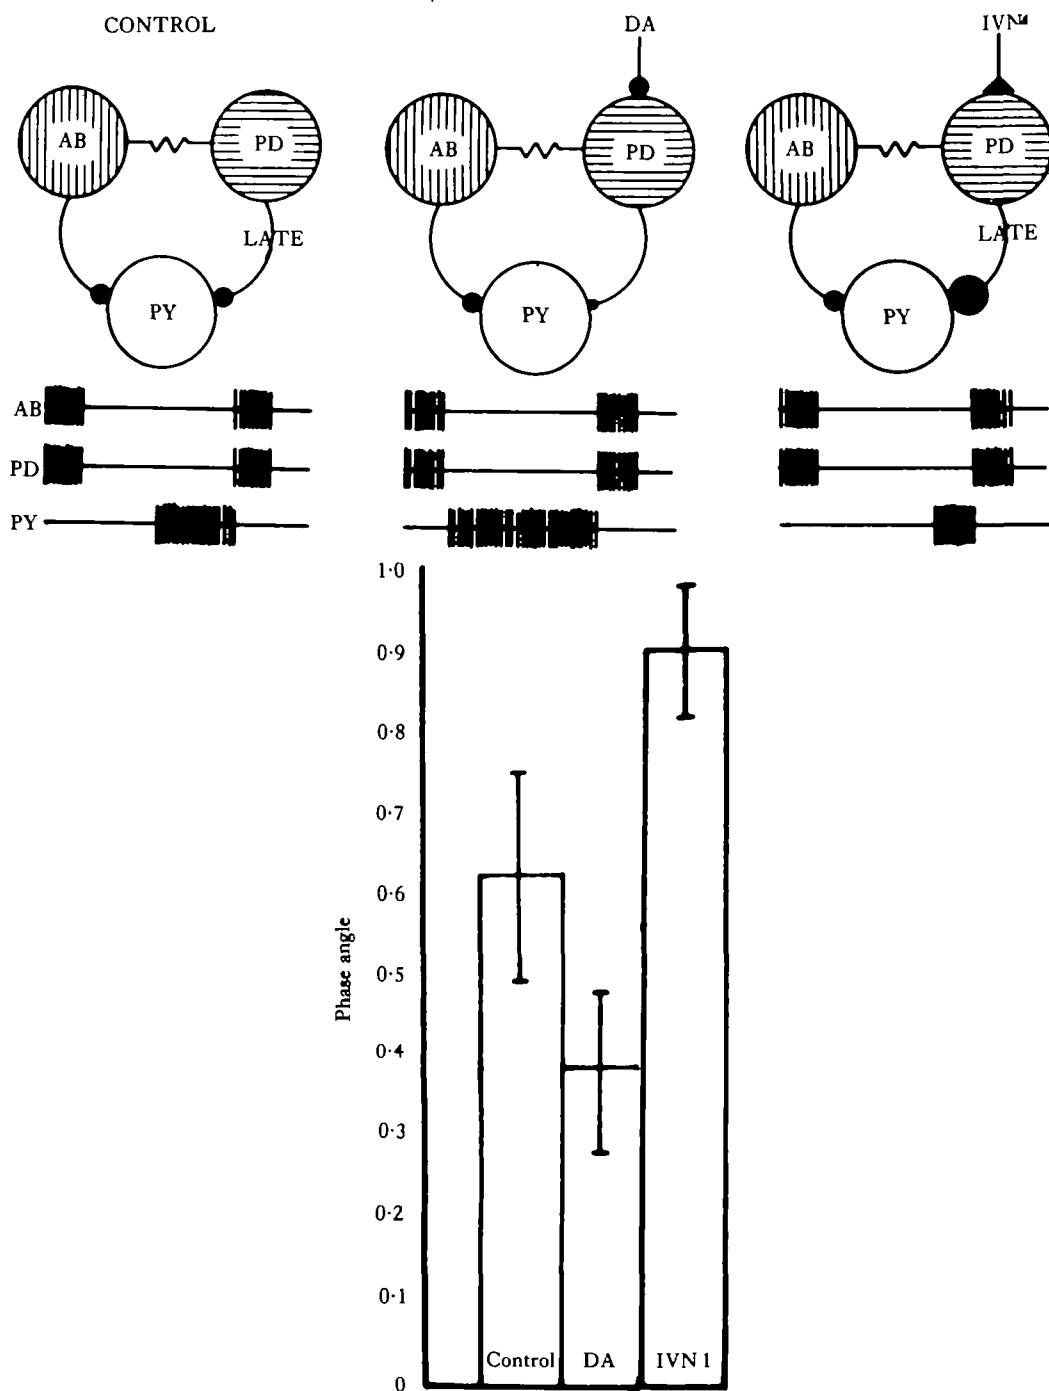 CONTROL
DA
IVN
AB
PD
LATE
PY
AB
PD
PY
AB
PD
LATE
PY
AB
PD
PY
1·0
0·9
0·8
0·7
0·6
0·5
0·4
0·3
0·2
0·1
0
Phase angle
Control
DA
IVN 1